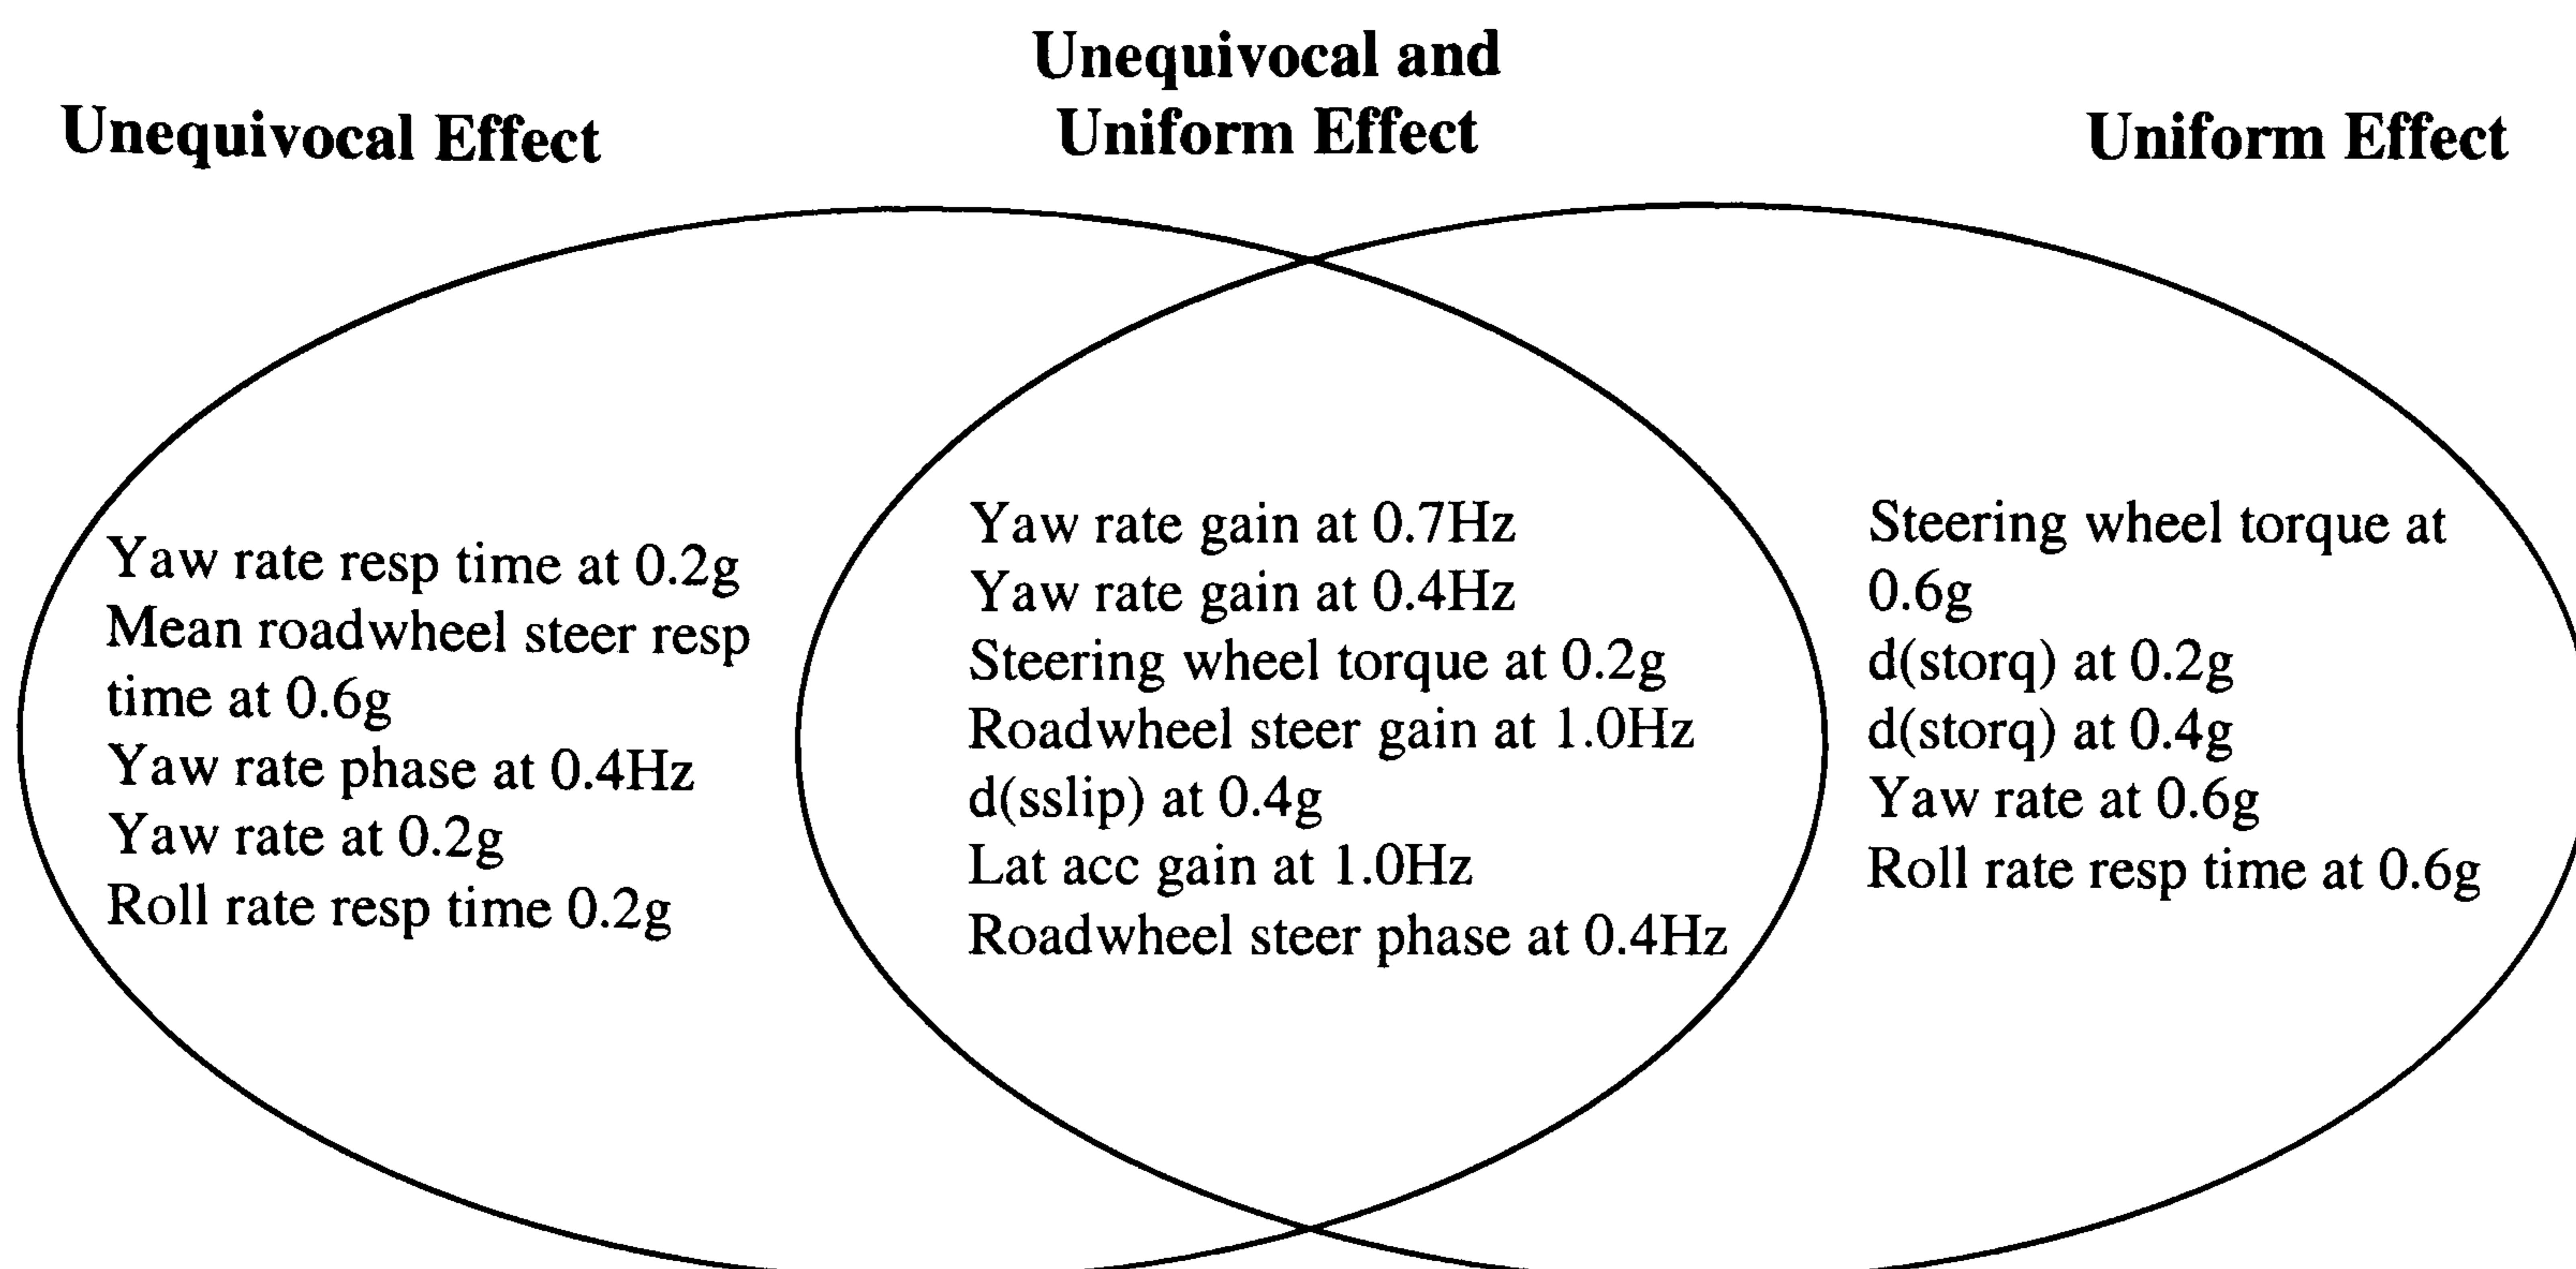 Unequivocal and
Uniform Effect
Unequivocal Effect
Uniform Effect
Yaw rate resp time at 0.2g
Mean roadwheel steer resp
time at 0.6g
Yaw rate phase at 0.4Hz
Yaw rate at 0.2g
Roll rate resp time 0.2g
Yaw rate gain at 0.7Hz
Yaw rate gain at 0.4Hz
Steering wheel torque at 0.2g
Roadwheel steer gain at 1.0Hz
d(sslip) at 0.4g
Lat acc gain at 1.0Hz
Roadwheel steer phase at 0.4Hz
Steering wheel torque at
0.6g
d(storq) at 0.2g
d(storq) at 0.4g
Yaw rate at 0.6g
Roll rate resp time at 0.6g